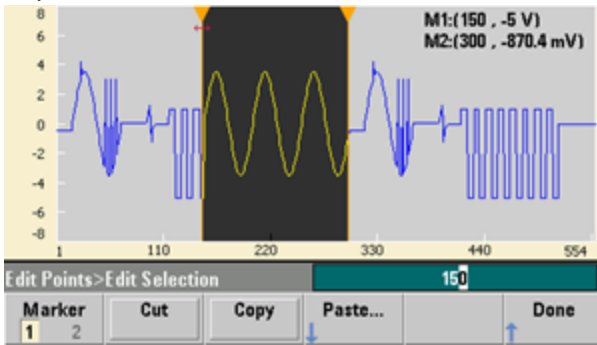 8
6
4
2
0
-2
-4
-6
-8
M1:(150 , -5 V)
M2:(300 , -870.4 mV)
1 110 220 330 440 554
Edit Points>Edit Selection 150
Marker Cut Copy Paste... Done
1 2